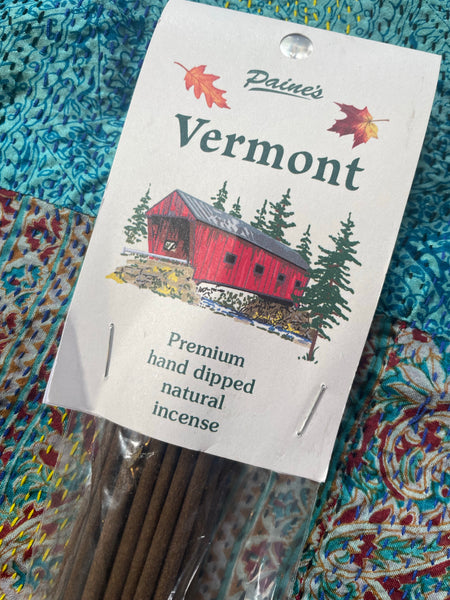 Paine's
Vermont
Premium
hand dipped
natural
incense